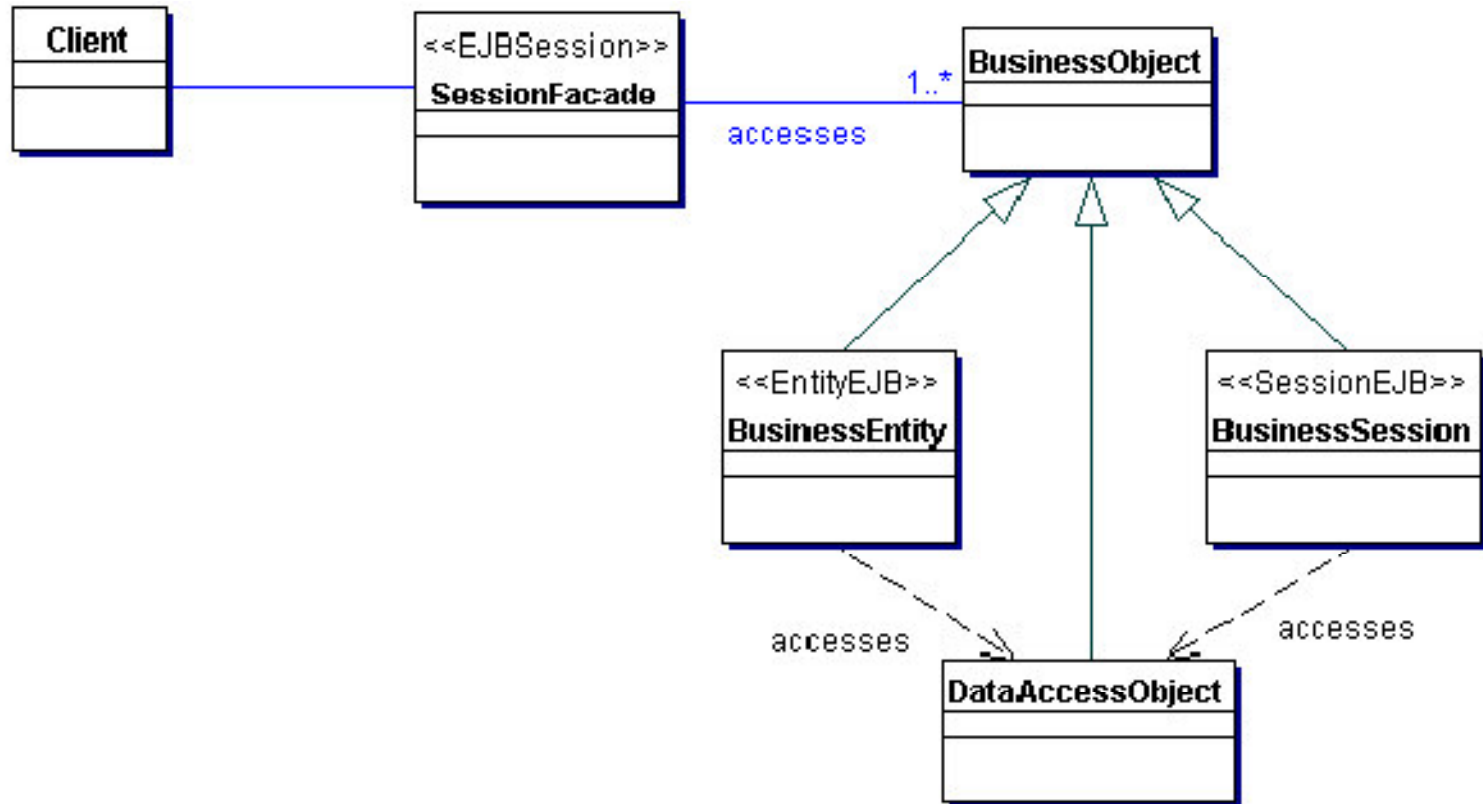 Client
<<EJBSession>>
SessionFacade
1..*
accesses
BusinessObject
<<EntityEJB>>
BusinessEntity
<<SessionEJB>>
BusinessSession
accesses
accesses
DataAccessObject